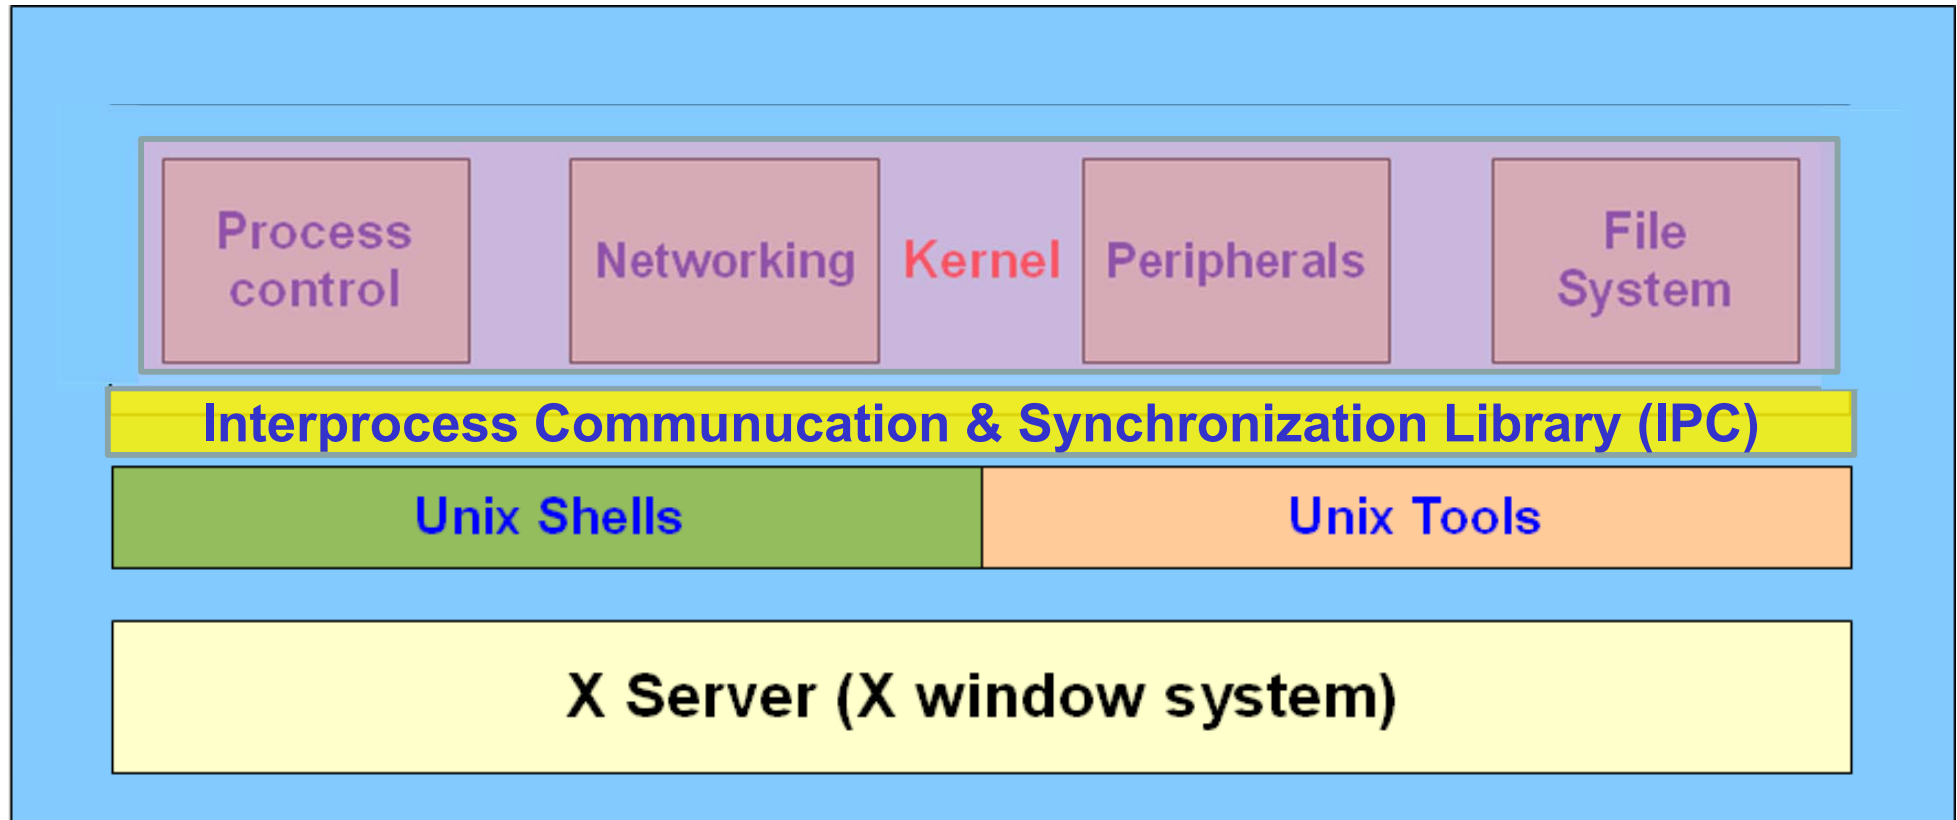 Process
control
Networking
Kernel
Peripherals
File
System
Interprocess Communucation & Synchronization Library (IPC)
Unix Shells
Unix Tools
X Server (X window system)